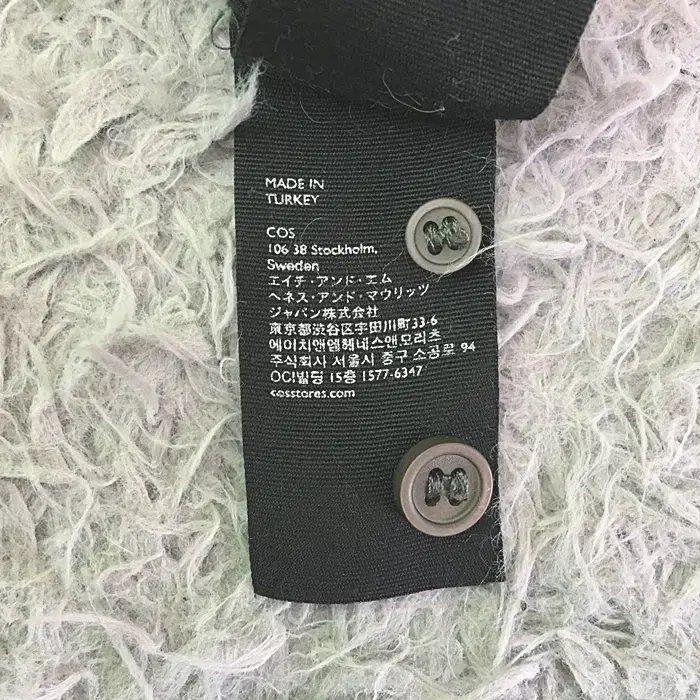 MADE IN
TURKEY
COS
106 38 Stockholm,
Sweden
エイチ・アンド・エム
ヘネス・アンド・マウリッツ
ジャパン株式会社
東京都渋谷区宇田川町33-6
에이치앤엠헤네스앤모리츠
주식회사 서울시 중구 소공로 94
OCI빌딩 15층 1577-6347
cosstores.com